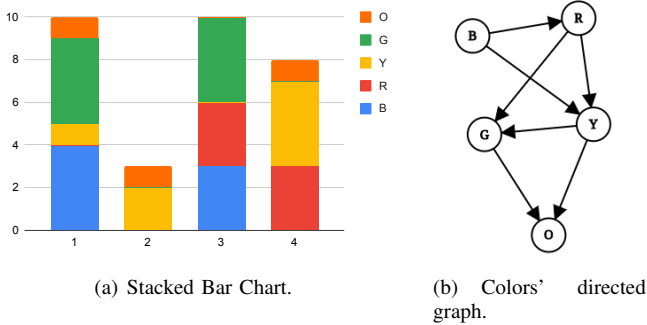 10
8
6
4
2
0
1 2 3 4
O
G
Y
R
B
B
R
G
Y
O
(a) Stacked Bar Chart.
(b) Colors' directed
graph.